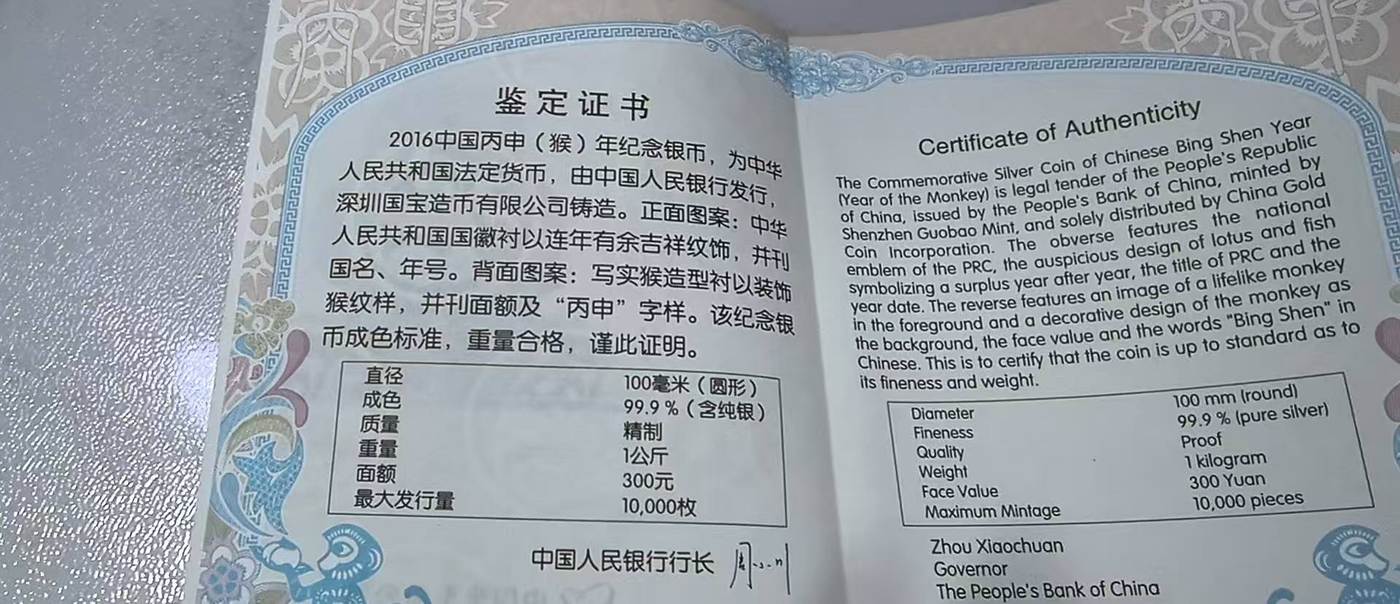 鉴定证书
2016中国丙申（猴）年纪念银币，为中华
人民共和国法定货币，由中国人民银行发行，
深圳国宝造币有限公司铸造。正面图案：中华
人民共和国国徽衬以连年有余吉祥纹饰，并刊
国名、年号。背面图案：写实猴造型衬以装饰
猴纹样，并刊面额及“丙申”字样。该纪念银
币成色标准，重量合格，谨此证明。
直径 100毫米（圆形）
成色 99.9％（含纯银）
质量 精制
重量 1公斤
面额 300元
最大发行量 10,000枚
中国人民银行行长 周小川
Certificate of Authenticity
The Commemorative Silver Coin of Chinese Bing Shen Year
(Year of the Monkey) is legal tender of the People's Republic
of China, issued by the People's Bank of China, minted by
Shenzhen Guobao Mint, and solely distributed by China Gold
Coin Incorporation. The obverse features the national
emblem of the PRC, the auspicious design of lotus and fish
symbolizing a surplus year after year, the title of PRC and the
year date. The reverse features an image of a lifelike monkey
in the foreground and a decorative design of the monkey as
the background, the face value and the words "Bing Shen" in
Chinese. This is to certify that the coin is up to standard as to
its fineness and weight.
Diameter 100 mm (round)
Fineness 99.9 % (pure silver)
Quality Proof
Weight 1 kilogram
Face Value 300 Yuan
Maximum Mintage 10,000 pieces
Zhou Xiaochuan
Governor
The People's Bank of China